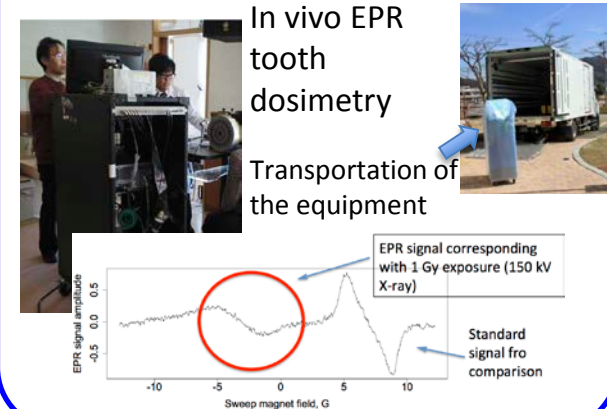 In vivo EPR
tooth
dosimetry
Transportation of
the equipment
EPR signal corresponding
with 1 Gy exposure (150 kV
X-ray)
Standard
signal fro
comparison
EPR signal amplitude
0.5
0.0
-0.5
-10
-5
0
5
10
Sweep magnet field, G